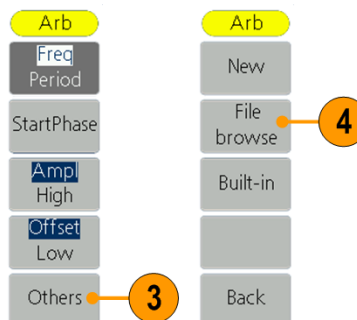 Arb
Freq
Period
StartPhase
Ampl
High
Offset
Low
Others
3
Arb
New
File
browse
4
Built-in
Back